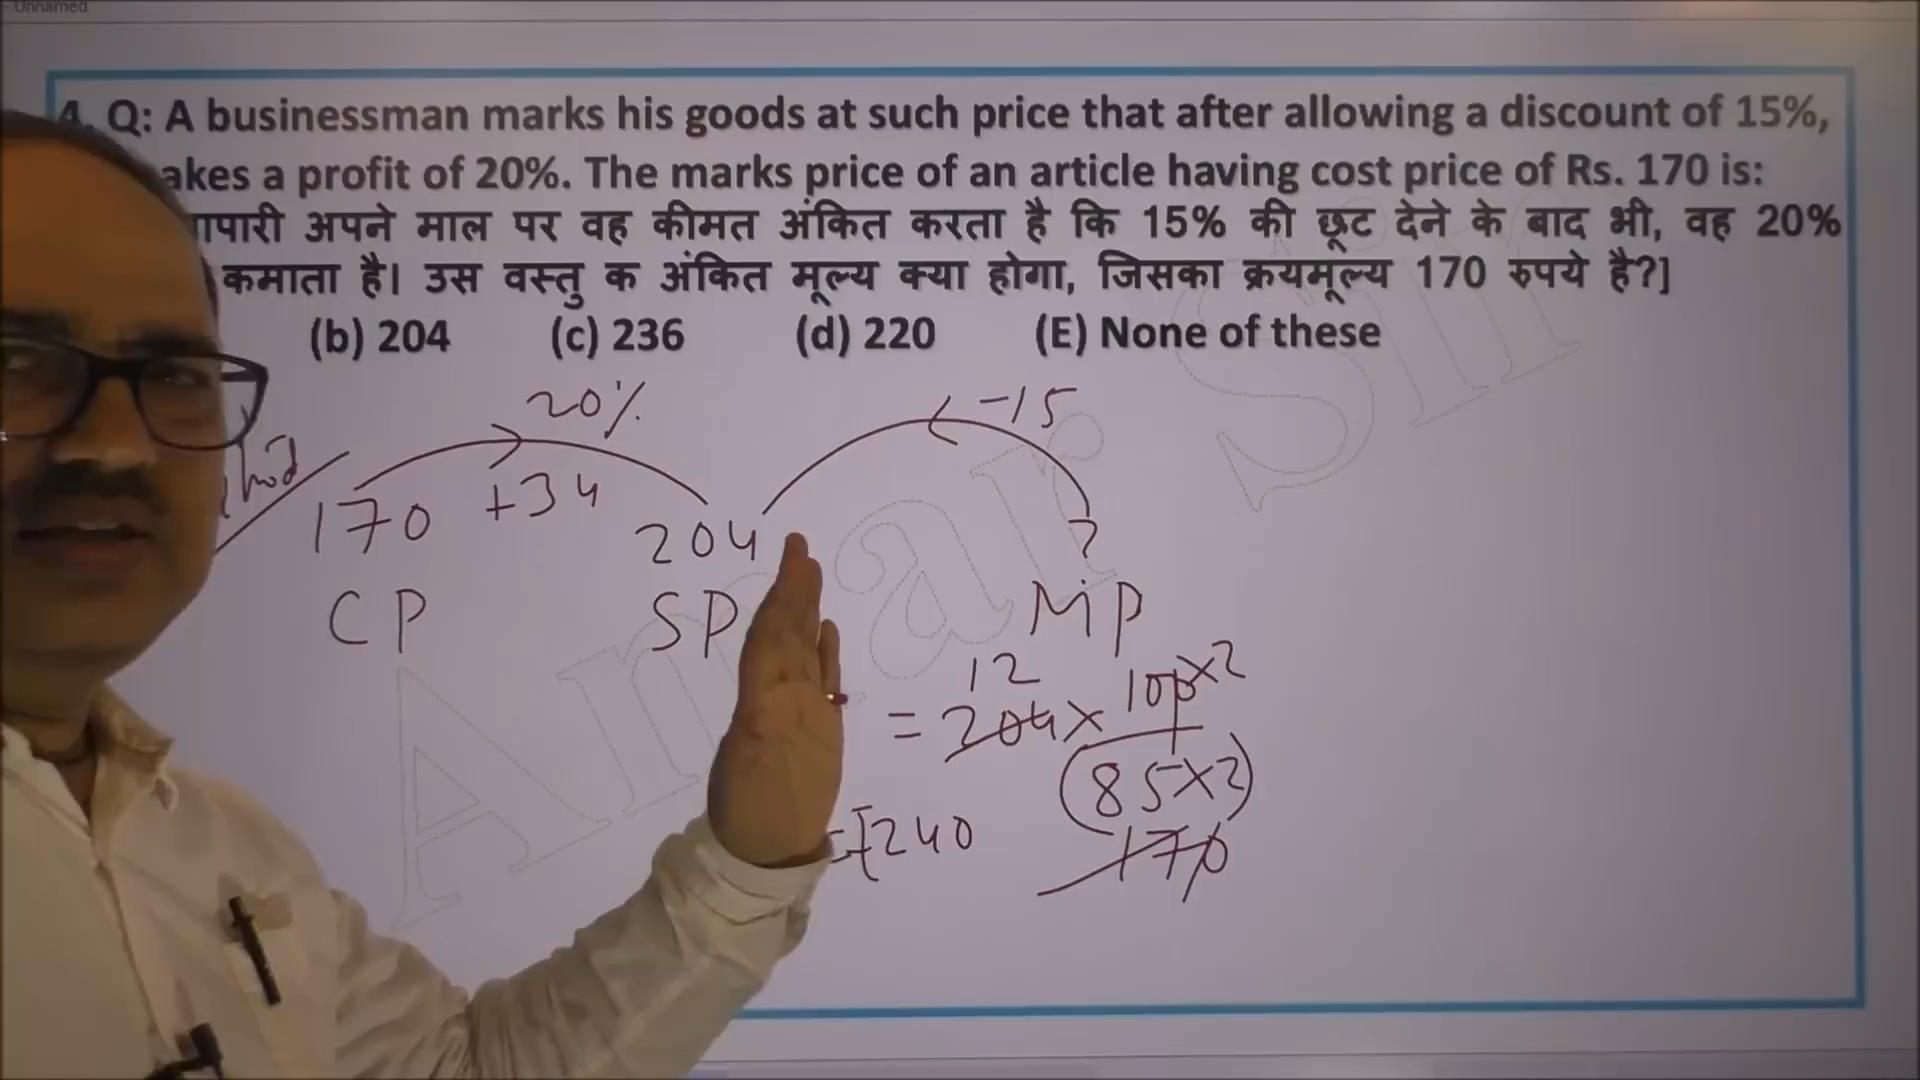 Unnamed
4. Q: A businessman marks his goods at such price that after allowing a discount of 15%,
akes a profit of 20%. The marks price of an article having cost price of Rs. 170 is:
ापारी अपने माल पर वह कीमत अंकित करता है कि 15% की छूट देने के बाद भी, वह 20%
कमाता है। उस वस्तु क अंकित मूल्य क्या होगा, जिसका क्रयमूल्य 170 रुपये है?]
(b) 204 (c) 236 (d) 220 (E) None of these
20% -15
170 +34 204 ?
CP SP MP
12 100×2
= 204×
85×2
=₹240 170
Amar Sir